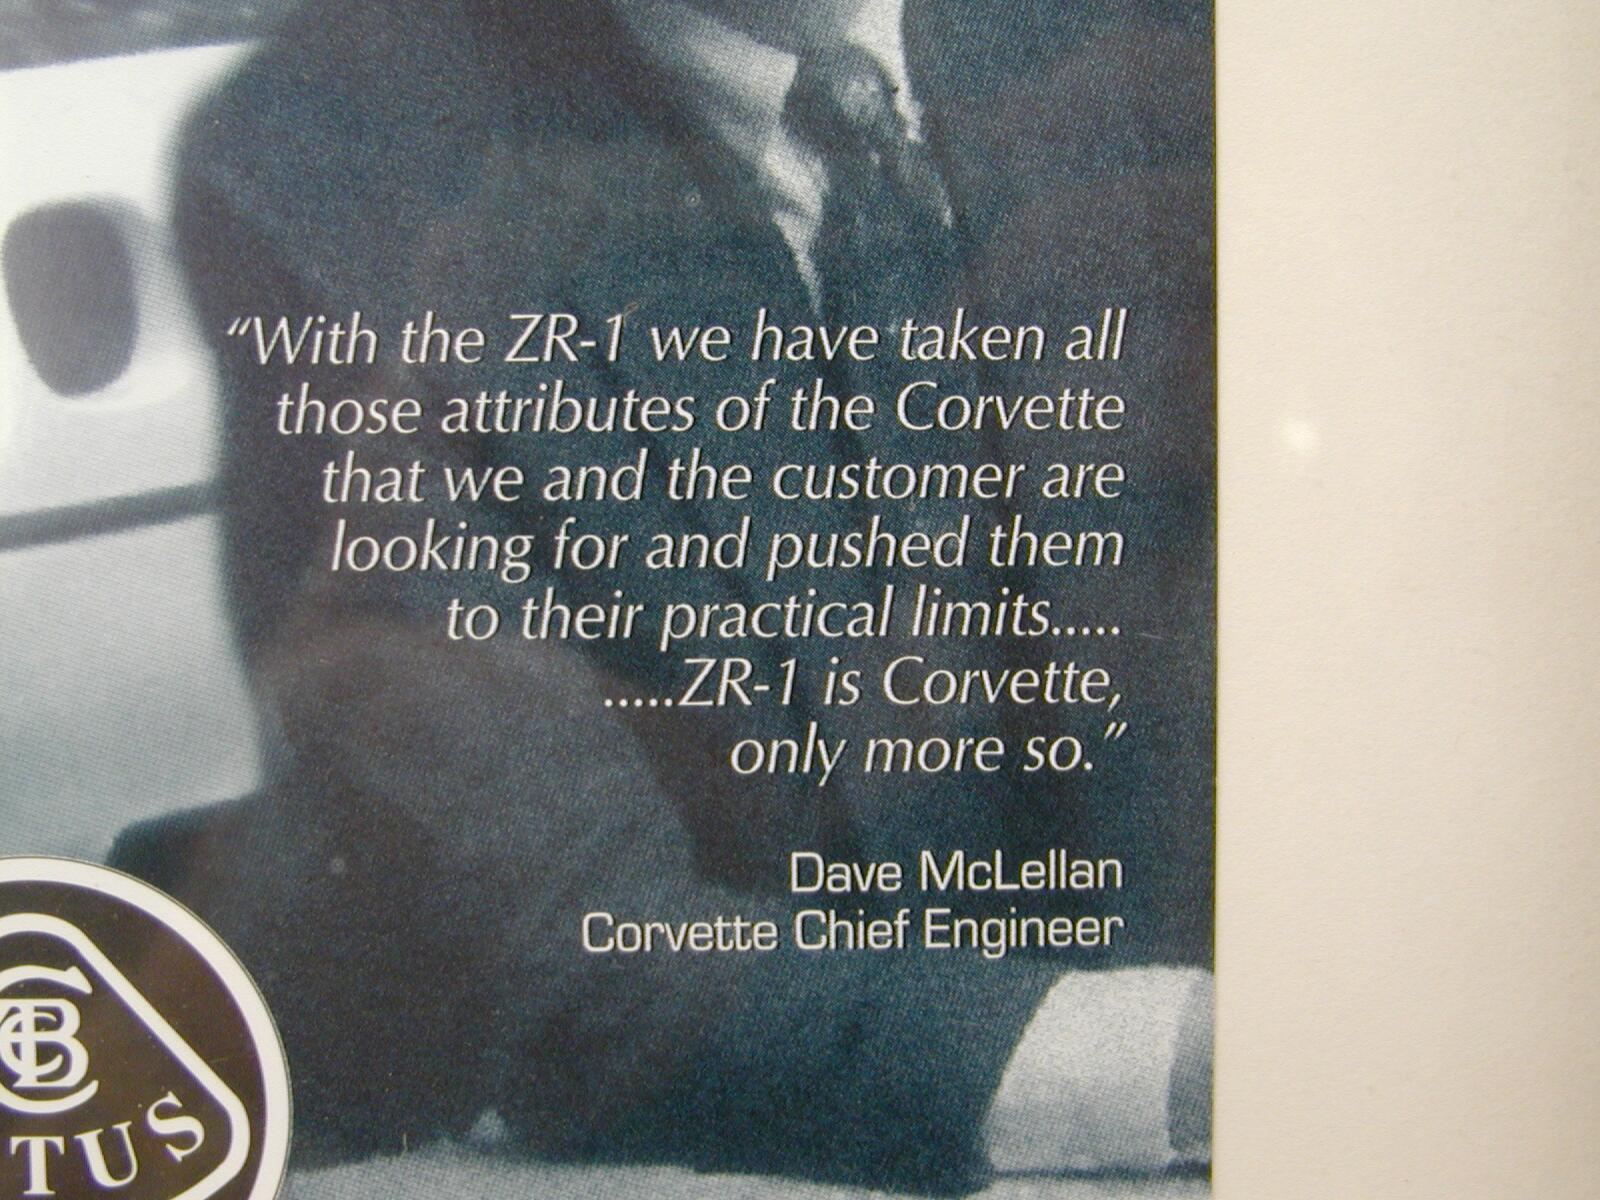 “With the ZR-1 we have taken all
those attributes of the Corvette
that we and the customer are
looking for and pushed them
to their practical limits.....
.....ZR-1 is Corvette,
only more so.”
Dave McLellan
Corvette Chief Engineer
TUS